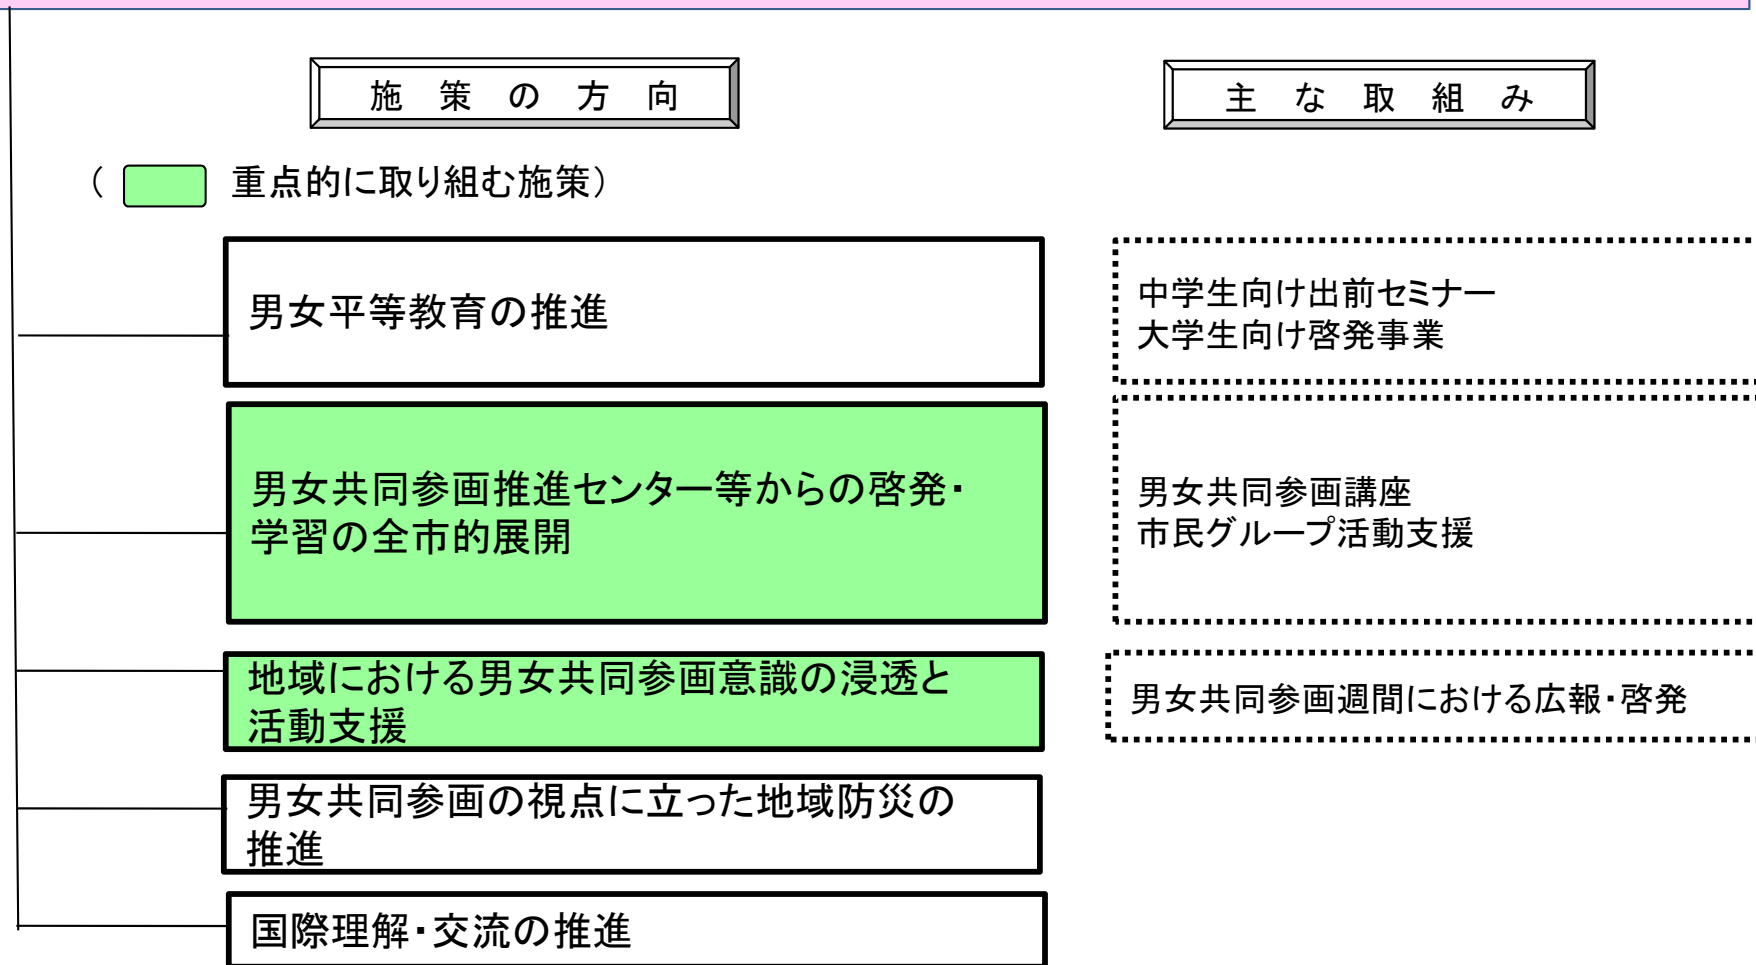 施策の方向
主な取組み
( 重点的に取り組む施策)
男女平等教育の推進
中学生向け出前セミナー
大学生向け啓発事業
男女共同参画推進センター等からの啓発・
学習の全市的展開
男女共同参画講座
市民グループ活動支援
地域における男女共同参画意識の浸透と
活動支援
男女共同参画週間における広報・啓発
男女共同参画の視点に立った地域防災の
推進
国際理解・交流の推進